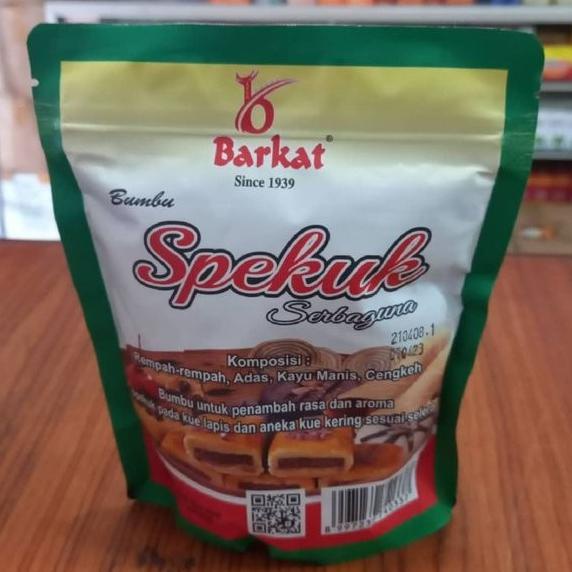 Barkat®
Since 1939
Bumbu
Spekuk
Serbaguna
210408.1
Komposisi :
Rempah-rempah, Adas, Kayu Manis, Cengkeh
Bumbu untuk penambah rasa dan aroma
pada kue lapis dan aneka kue kering sesuai